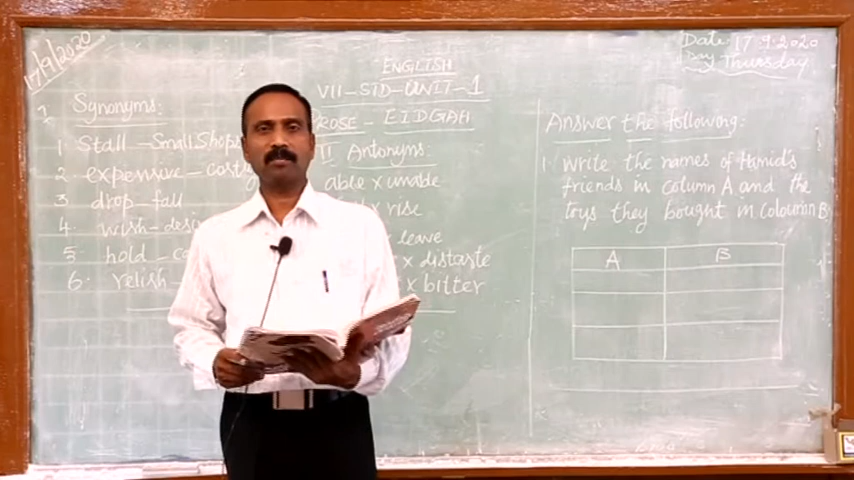 17/9/2020
ENGLISH
VII-STD-UNIT-1
PROSE - EIDGAH
I Synonyms:
1. Stall - Small Shops
2. expensive - costly
3. drop - fall
4. wish - desi
5. hold - ca
6. relish -
II Antonyms:
able x unable
x rise
leave
x distaste
x bitter
Date: 17.9.2020
Day: Thursday
Answer the following:
1. Write the names of Hamid's
friends in column A and the
toys they bought in Coloumn B
A B